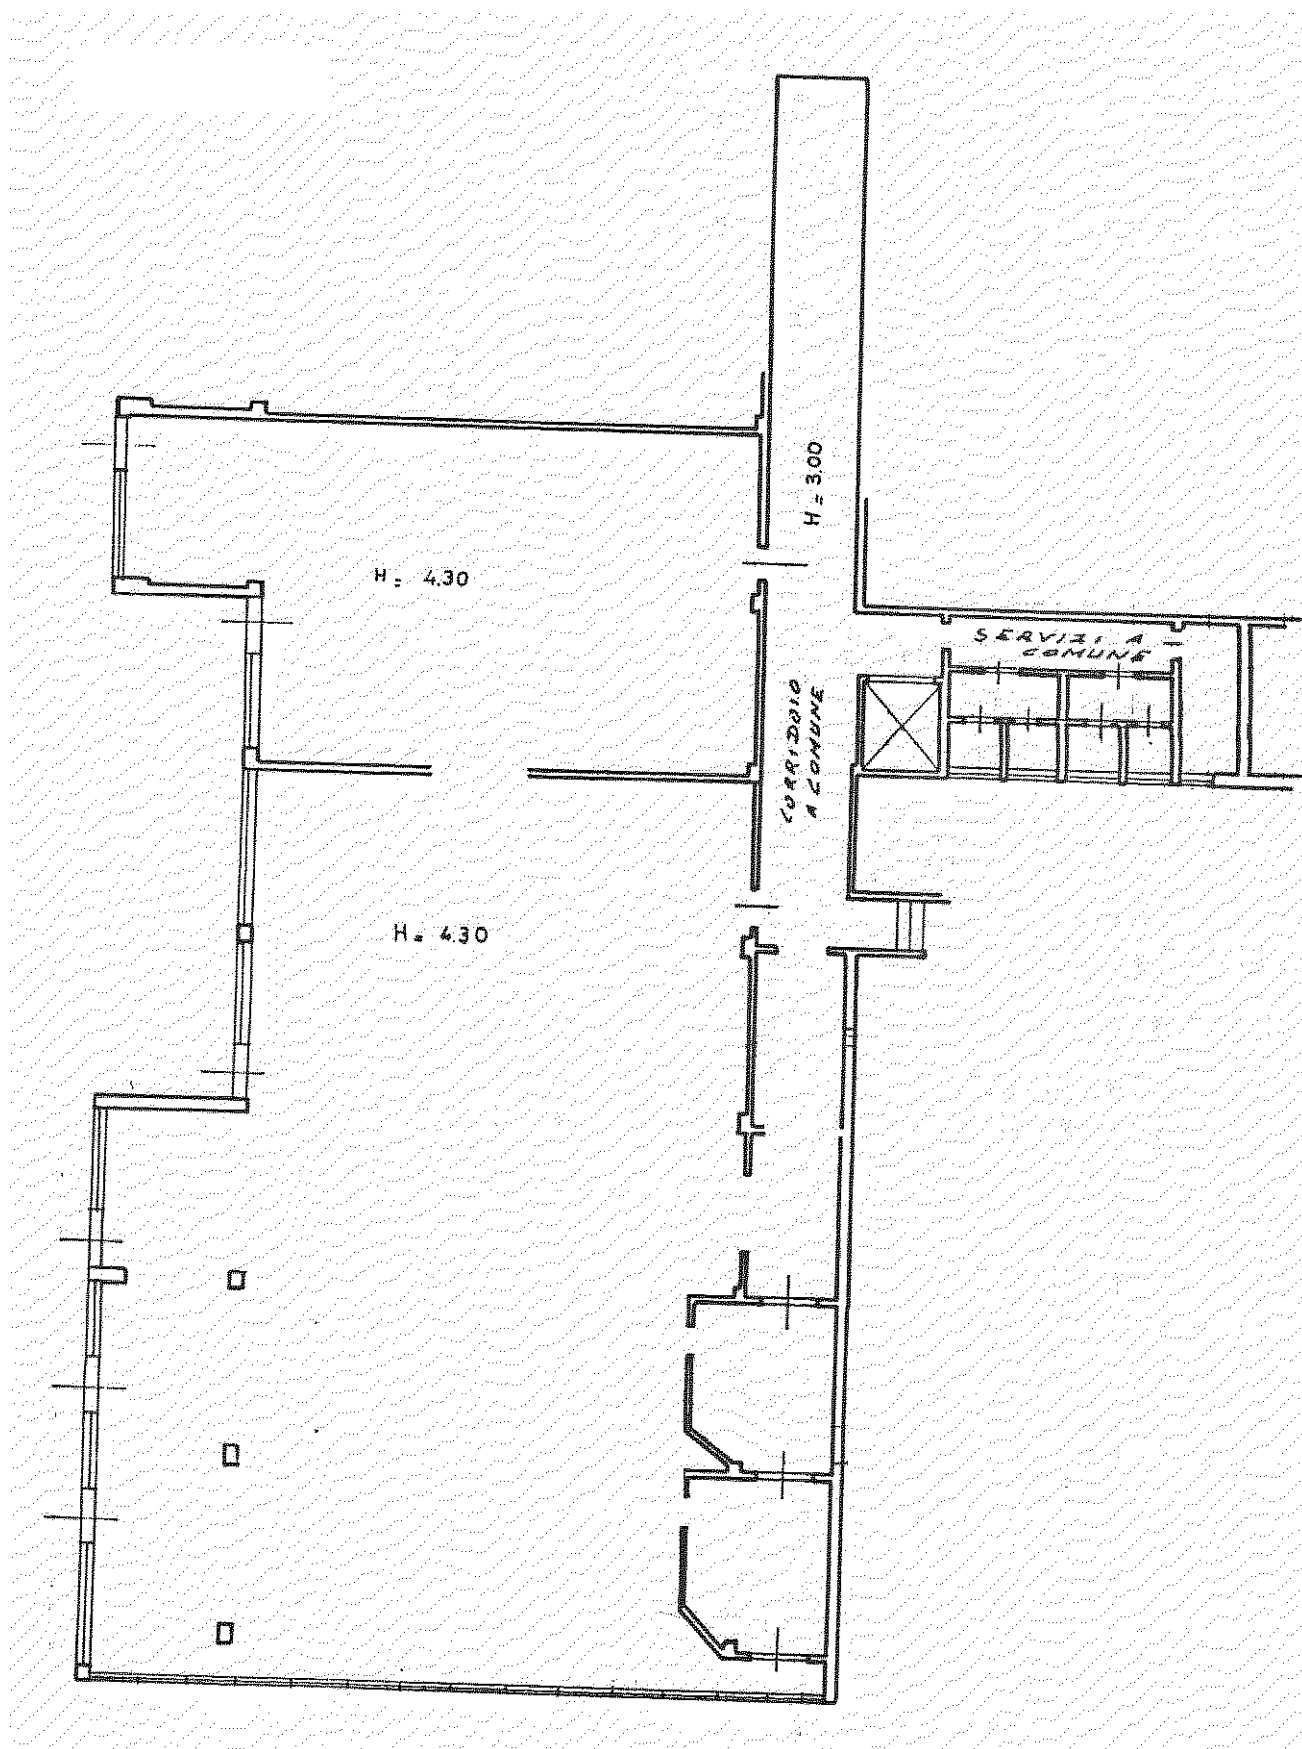 H = 3.00
H = 4.30
SERVIZI A
COMUNE
CORRIDOIO
A COMUNE
H = 4.30